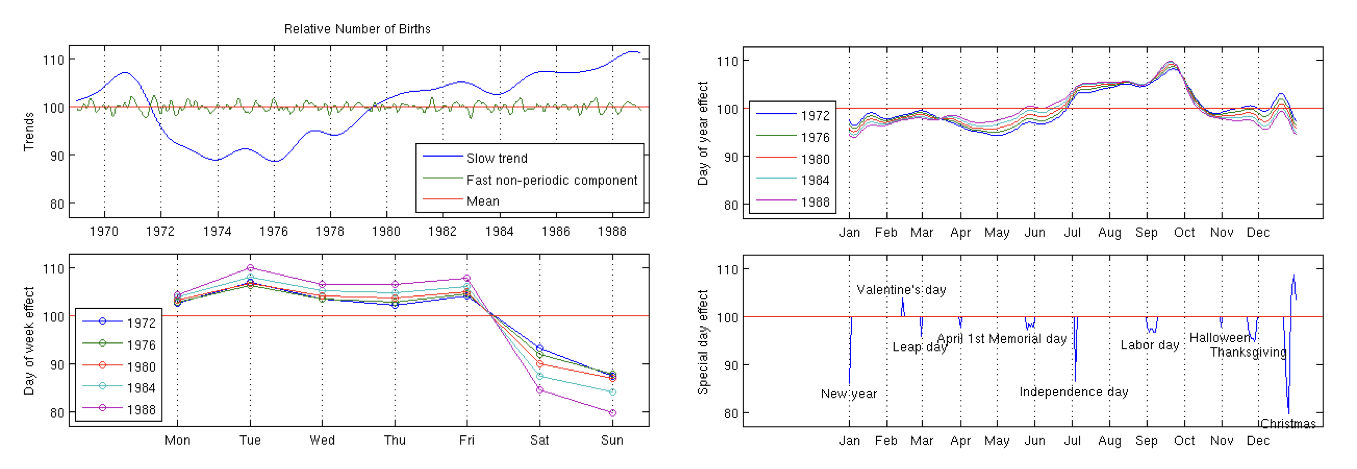 Relative Number of Births
Trends
110
100
90
80
Slow trend
Fast non-periodic component
Mean
1970 1972 1974 1976 1978 1980 1982 1984 1986 1988
Day of week effect
110
100
90
80
1972
1976
1980
1984
1988
Mon Tue Wed Thu Fri Sat Sun
Day of year effect
110
100
90
80
1972
1976
1980
1984
1988
Jan Feb Mar Apr May Jun Jul Aug Sep Oct Nov Dec
Special day effect
110
100
90
80
Valentine's day
Leap day
April 1st Memorial day
Labor day
Halloween
Thanksgiving
New year
Independence day
Christmas
Jan Feb Mar Apr May Jun Jul Aug Sep Oct Nov Dec